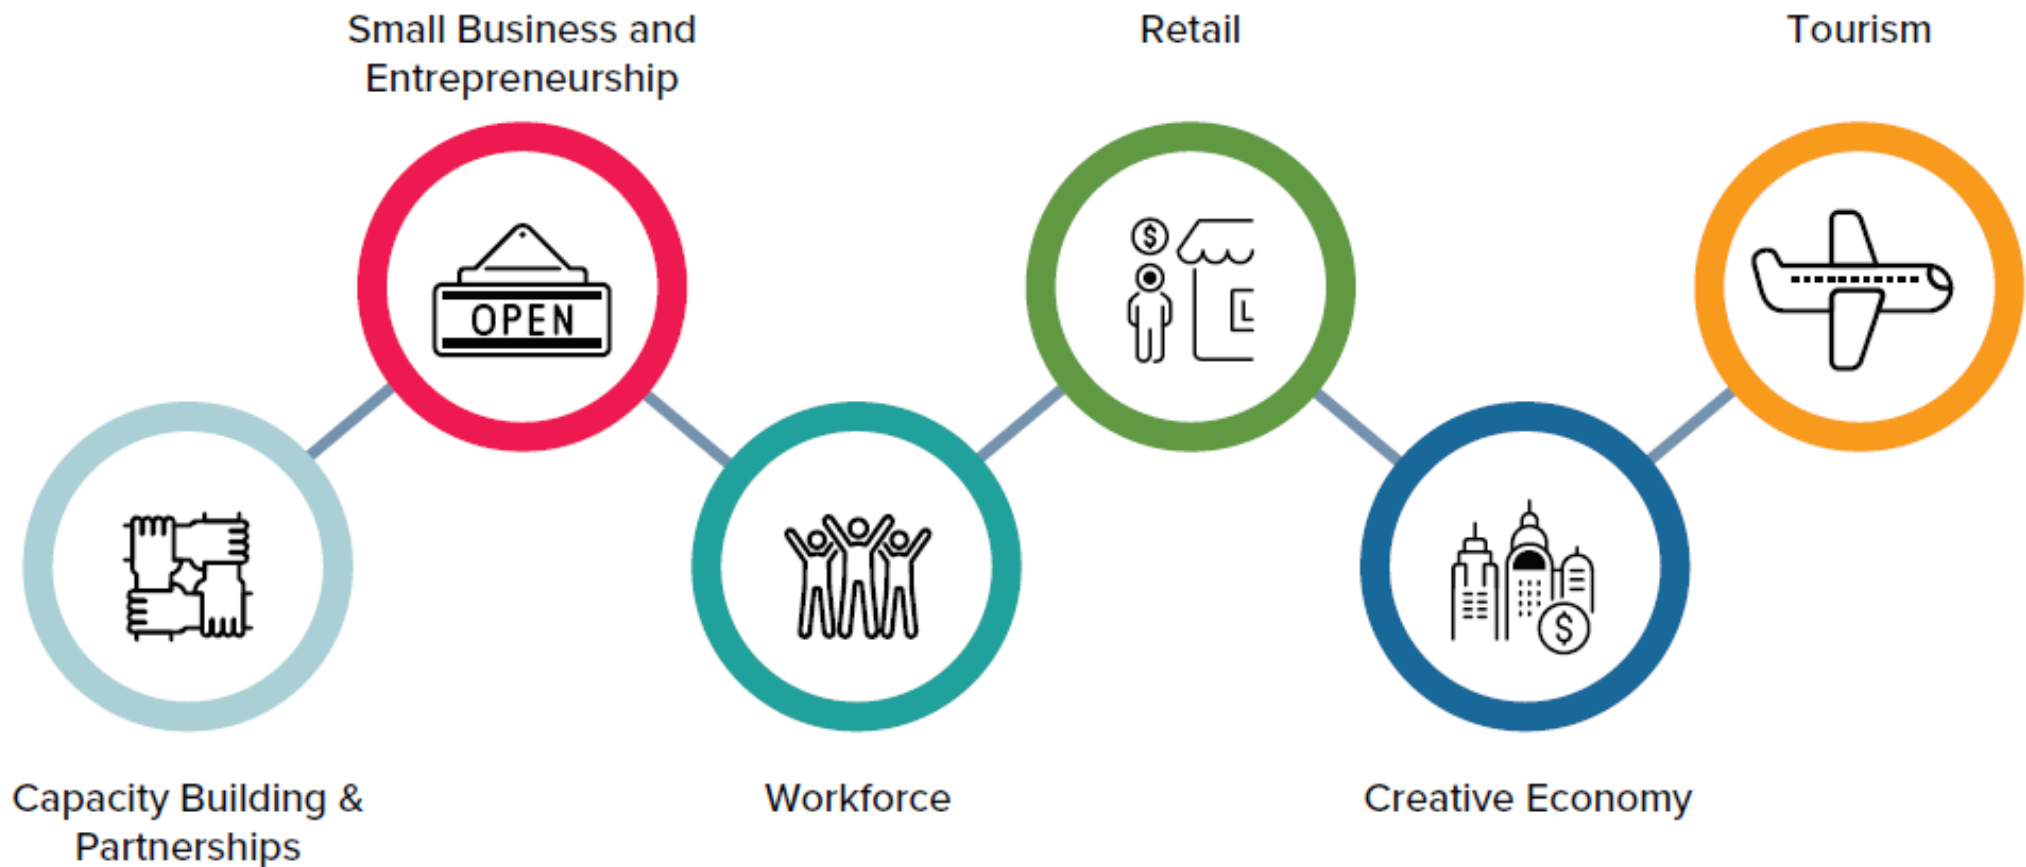 Small Business and
Entrepreneurship
Retail
Tourism
OPEN
$
L
$
Capacity Building &
Partnerships
Workforce
Creative Economy